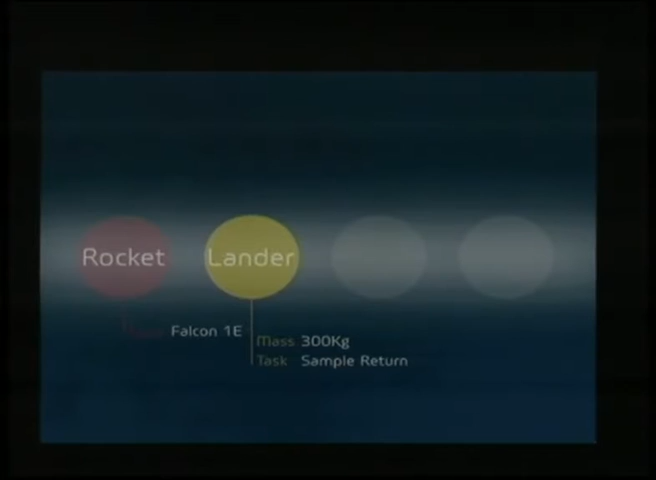 Rocket
Lander
Falcon 1E
Mass 300Kg
Task Sample Return